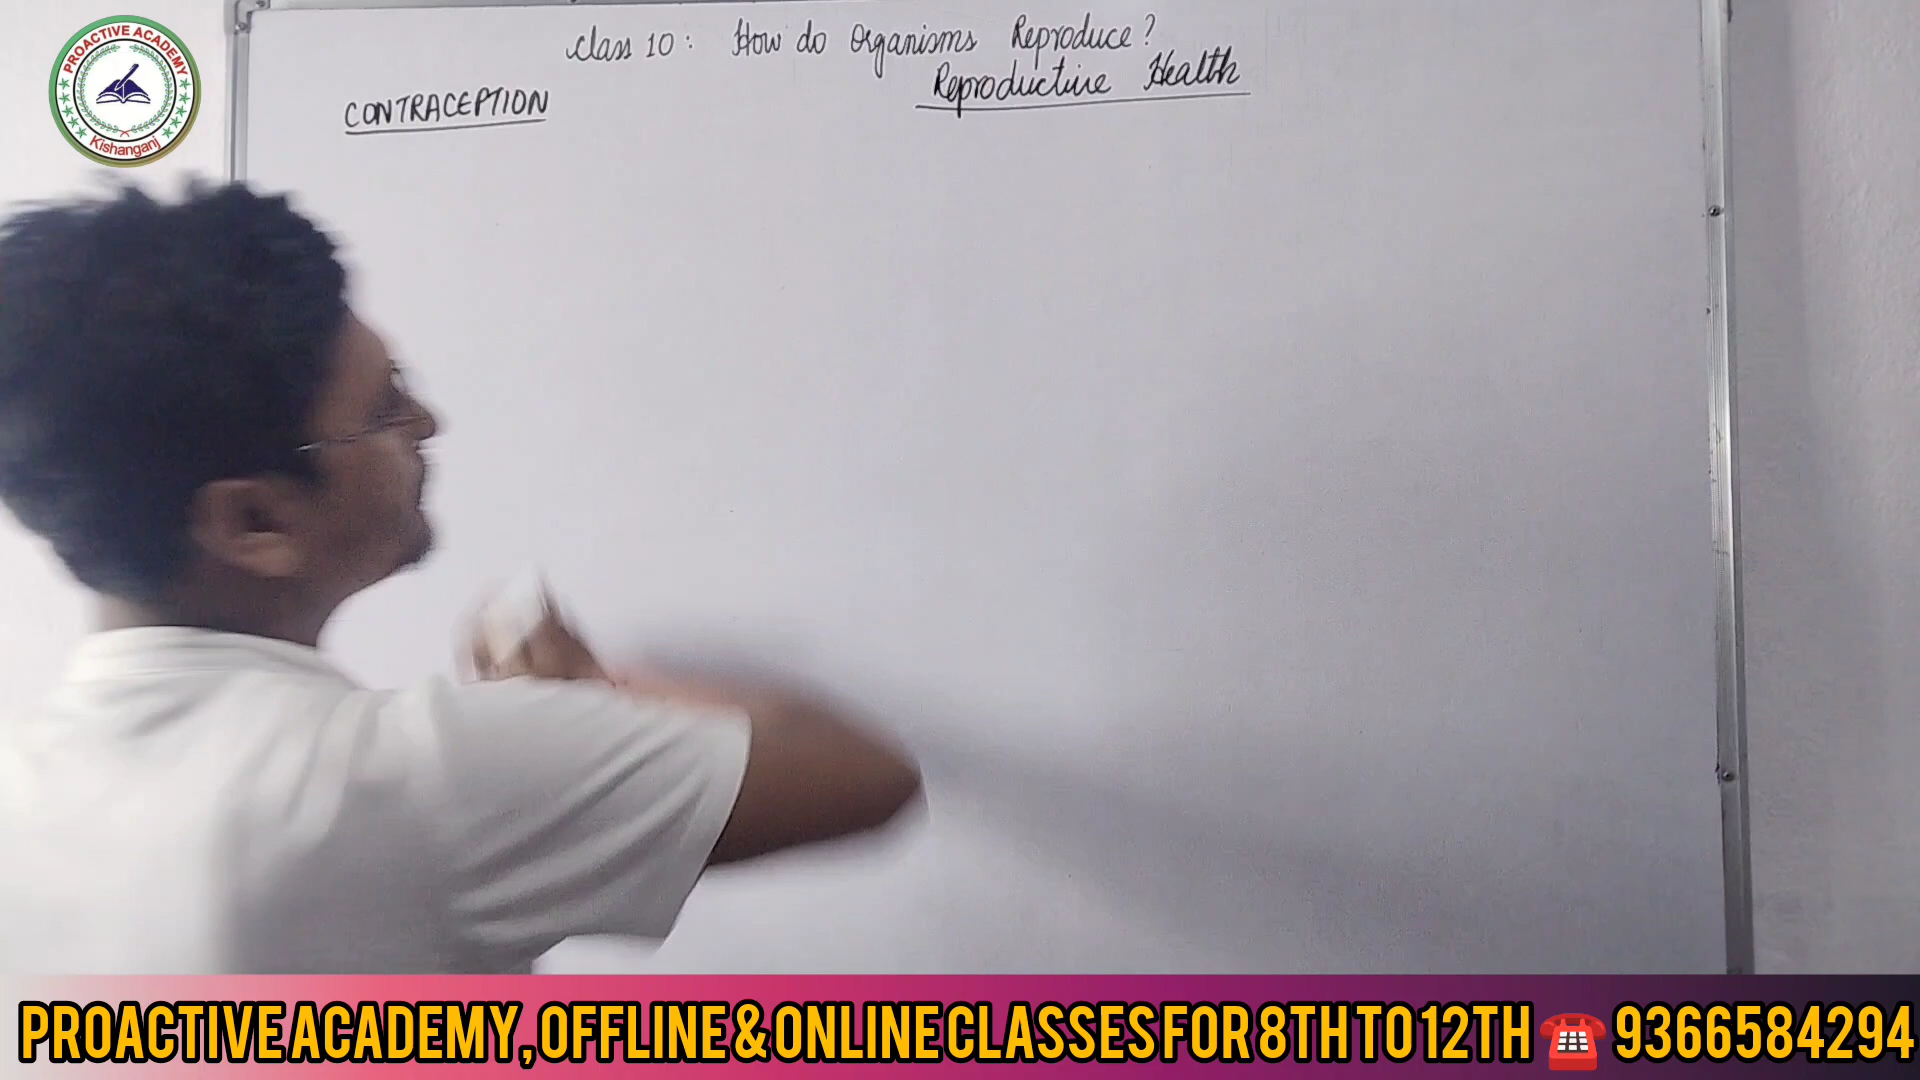 PROACTIVE ACADEMY
Kishanganj
Class 10: How do Organisms Reproduce?
Reproductive Health
CONTRACEPTION
PROACTIVE ACADEMY, OFFLINE & ONLINE CLASSES FOR 8TH TO 12TH ☎ 9366584294